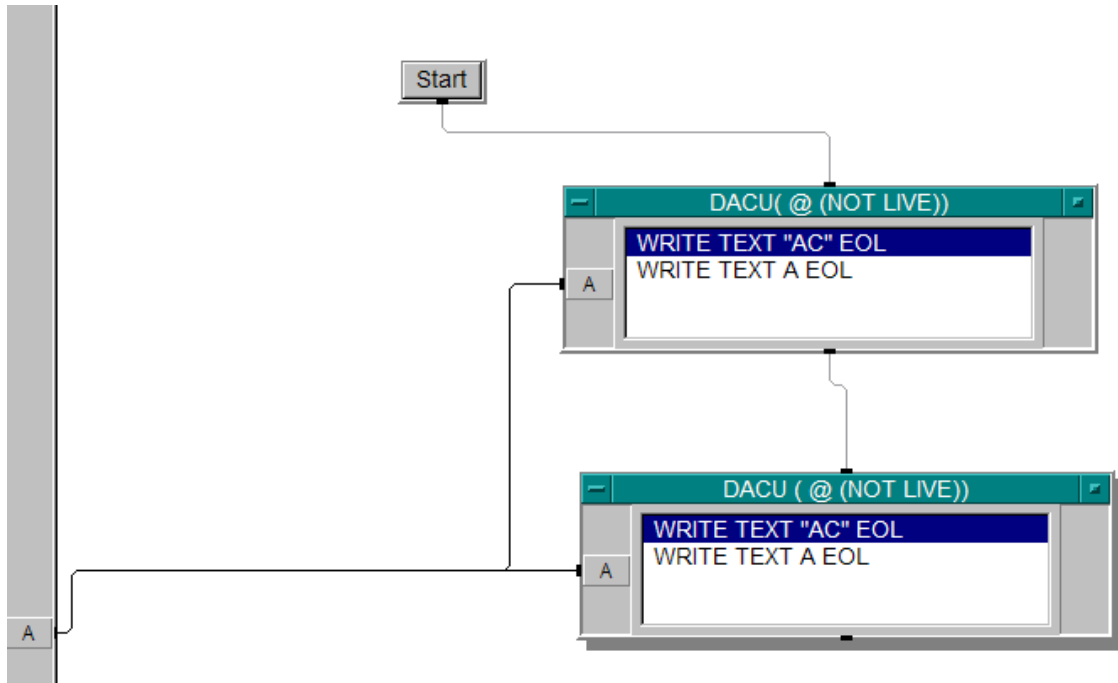 Start
DACU( @ (NOT LIVE))
WRITE TEXT "AC" EOL
WRITE TEXT A EOL
A
DACU ( @ (NOT LIVE))
WRITE TEXT "AC" EOL
WRITE TEXT A EOL
A
A